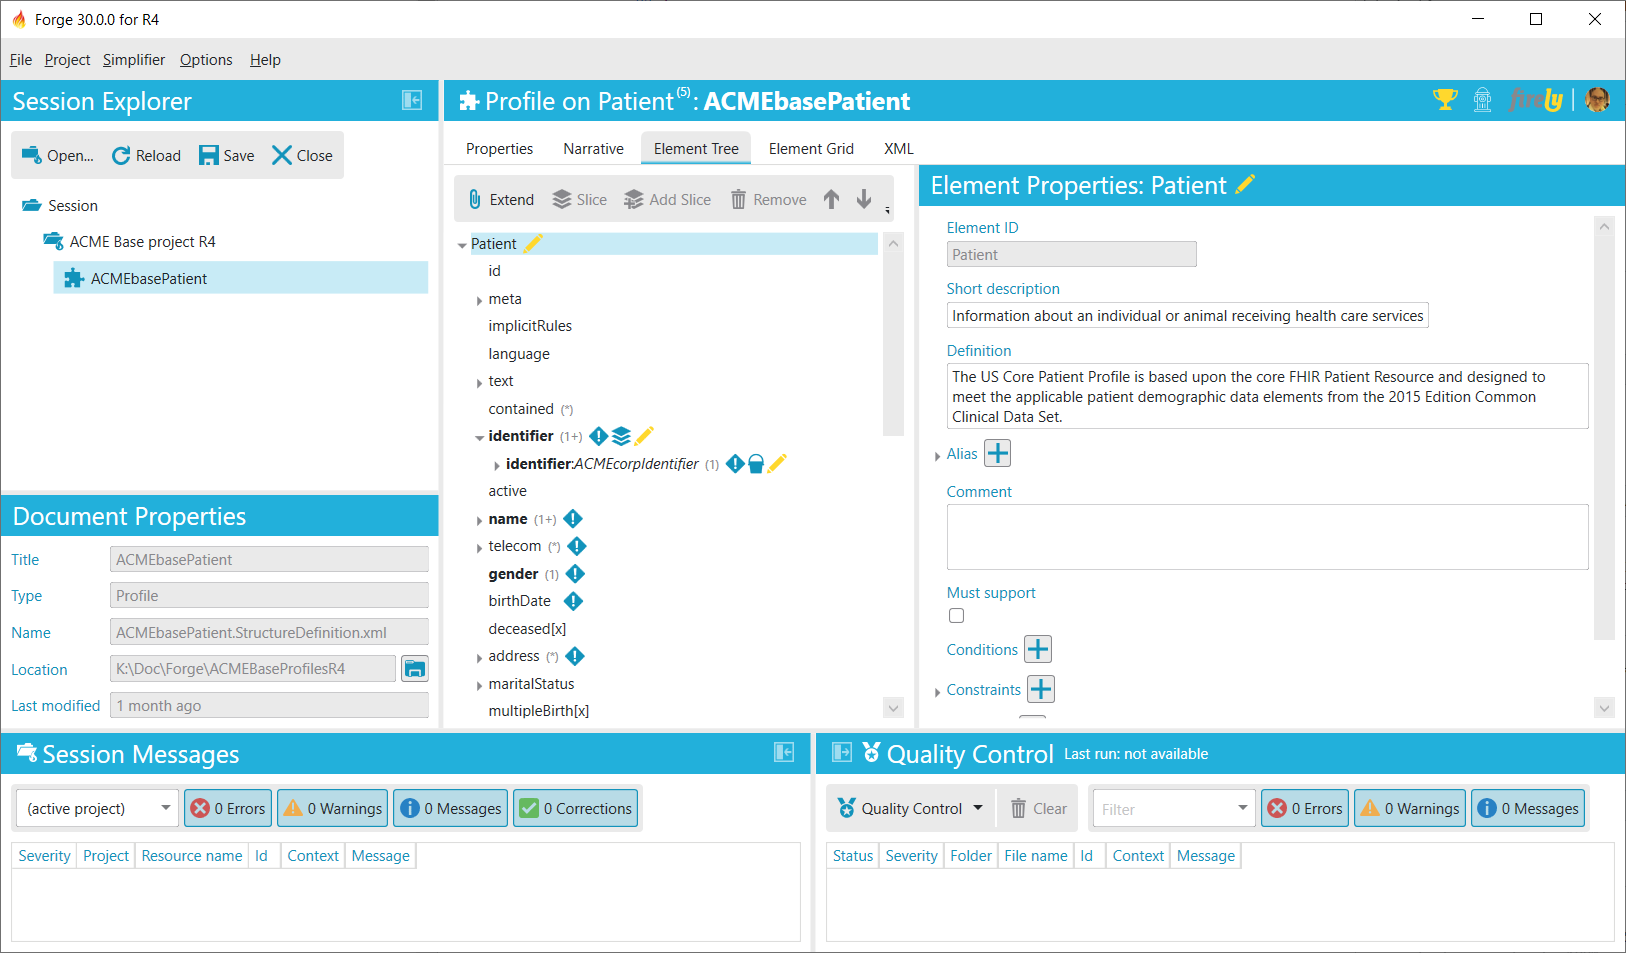 Forge 30.0.0 for R4
File Project Simplifier Options Help
Session Explorer
Open... Reload Save Close
Session
ACME Base project R4
ACMEbasePatient
Document Properties
Title ACMEbasePatient
Type Profile
Name ACMEbasePatient.StructureDefinition.xml
Location K:\Doc\Forge\ACMEBaseProfilesR4
Last modified 1 month ago
Profile on Patient(5): ACMEbasePatient
firely
Properties Narrative Element Tree Element Grid XML
Extend Slice Add Slice Remove
Patient
id
meta
implicitRules
language
text
contained (*)
identifier (1+)
identifier:ACMEcorpIdentifier (1)
active
name (1+)
telecom (*)
gender (1)
birthDate
deceased[x]
address (*)
maritalStatus
multipleBirth[x]
Element Properties: Patient
Element ID
Patient
Short description
Information about an individual or animal receiving health care services
Definition
The US Core Patient Profile is based upon the core FHIR Patient Resource and designed to
meet the applicable patient demographic data elements from the 2015 Edition Common
Clinical Data Set.
Alias
Comment
Must support
Conditions
Constraints
Session Messages
(active project) 0 Errors 0 Warnings 0 Messages 0 Corrections
Severity Project Resource name Id Context Message
Quality Control Last run: not available
Quality Control Clear Filter 0 Errors 0 Warnings 0 Messages
Status Severity Folder File name Id Context Message